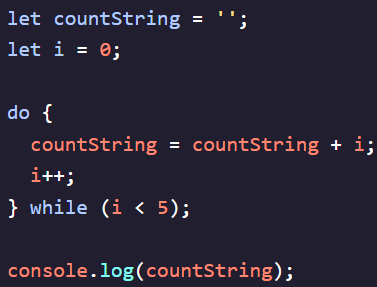 let countString = '';
let i = 0;

do {
  countString = countString + i;
  i++;
} while (i < 5);

console.log(countString);